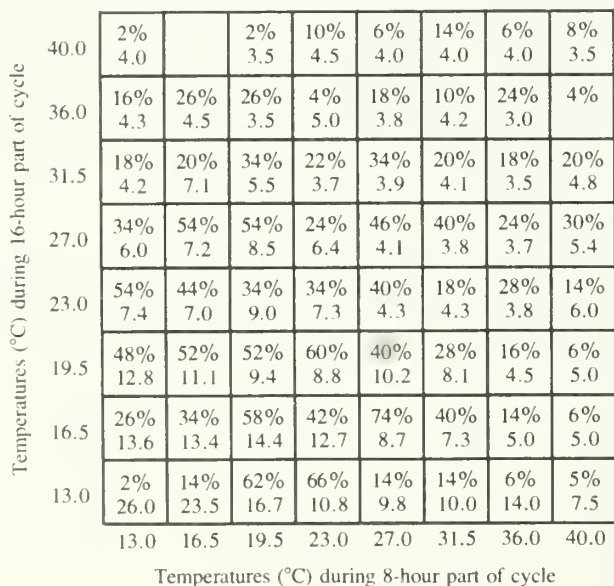 Temperatures (°C) during 16-hour part of cycle
40.0 2% 2% 10% 6% 14% 6% 8%
4.0 3.5 4.5 4.0 4.0 4.0 3.5
36.0 16% 26% 26% 4% 18% 10% 24% 4%
4.3 4.5 3.5 5.0 3.8 4.2 3.0
31.5 18% 20% 34% 22% 34% 20% 18% 20%
4.2 7.1 5.5 3.7 3.9 4.1 3.5 4.8
27.0 34% 54% 54% 24% 46% 40% 24% 30%
6.0 7.2 8.5 6.4 4.1 3.8 3.7 5.4
23.0 54% 44% 34% 34% 40% 18% 28% 14%
7.4 7.0 9.0 7.3 4.3 4.3 3.8 6.0
19.5 48% 52% 52% 60% 40% 28% 16% 6%
12.8 11.1 9.4 8.8 10.2 8.1 4.5 5.0
16.5 26% 34% 58% 42% 74% 40% 14% 6%
13.6 13.4 14.4 12.7 8.7 7.3 5.0 5.0
13.0 2% 14% 62% 66% 14% 14% 6% 5%
26.0 23.5 16.7 10.8 9.8 10.0 14.0 7.5
13.0 16.5 19.5 23.0 27.0 31.5 36.0 40.0
Temperatures (°C) during 8-hour part of cycle